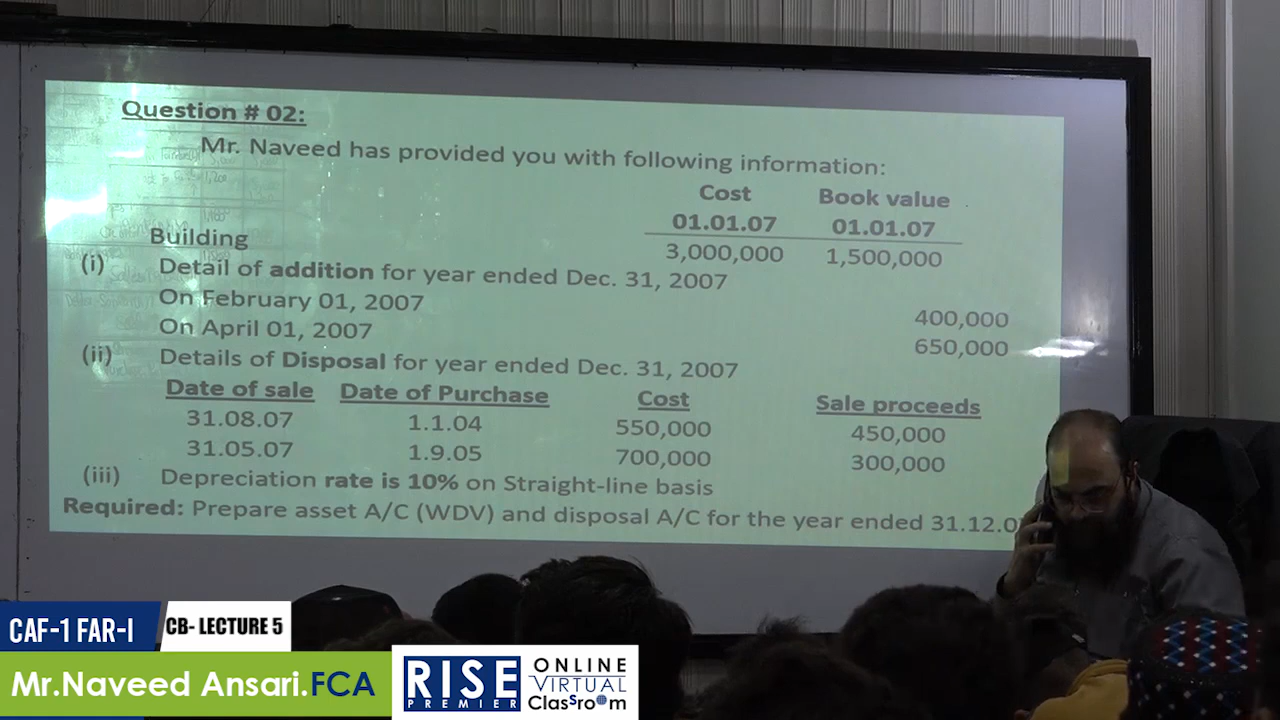 Question # 02:
Mr. Naveed has provided you with following information:
Cost Book value
01.01.07 01.01.07
Building 3,000,000 1,500,000
(i) Detail of addition for year ended Dec. 31, 2007
On February 01, 2007 400,000
On April 01, 2007 650,000
(ii) Details of Disposal for year ended Dec. 31, 2007
Date of sale Date of Purchase Cost Sale proceeds
31.08.07 1.1.04 550,000 450,000
31.05.07 1.9.05 700,000 300,000
(iii) Depreciation rate is 10% on Straight-line basis
Required: Prepare asset A/C (WDV) and disposal A/C for the year ended 31.12.0
CAF-1 FAR-I CB- LECTURE 5
Mr.Naveed Ansari.FCA
RISE
PREMIER
ONLINE
VIRTUAL
ClassroOm